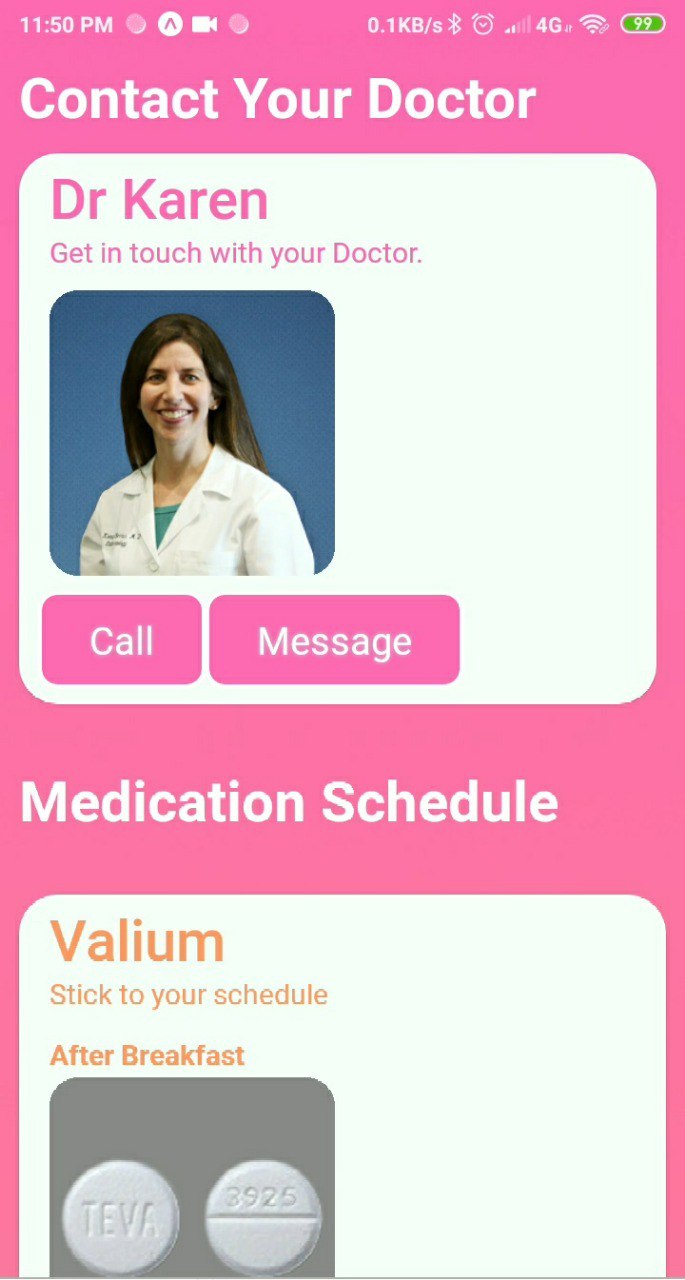 11:50 PM 0.1KB/s 4G 99
Contact Your Doctor
Dr Karen
Get in touch with your Doctor.
Call Message
Medication Schedule
Valium
Stick to your schedule
After Breakfast
TEVA 3925